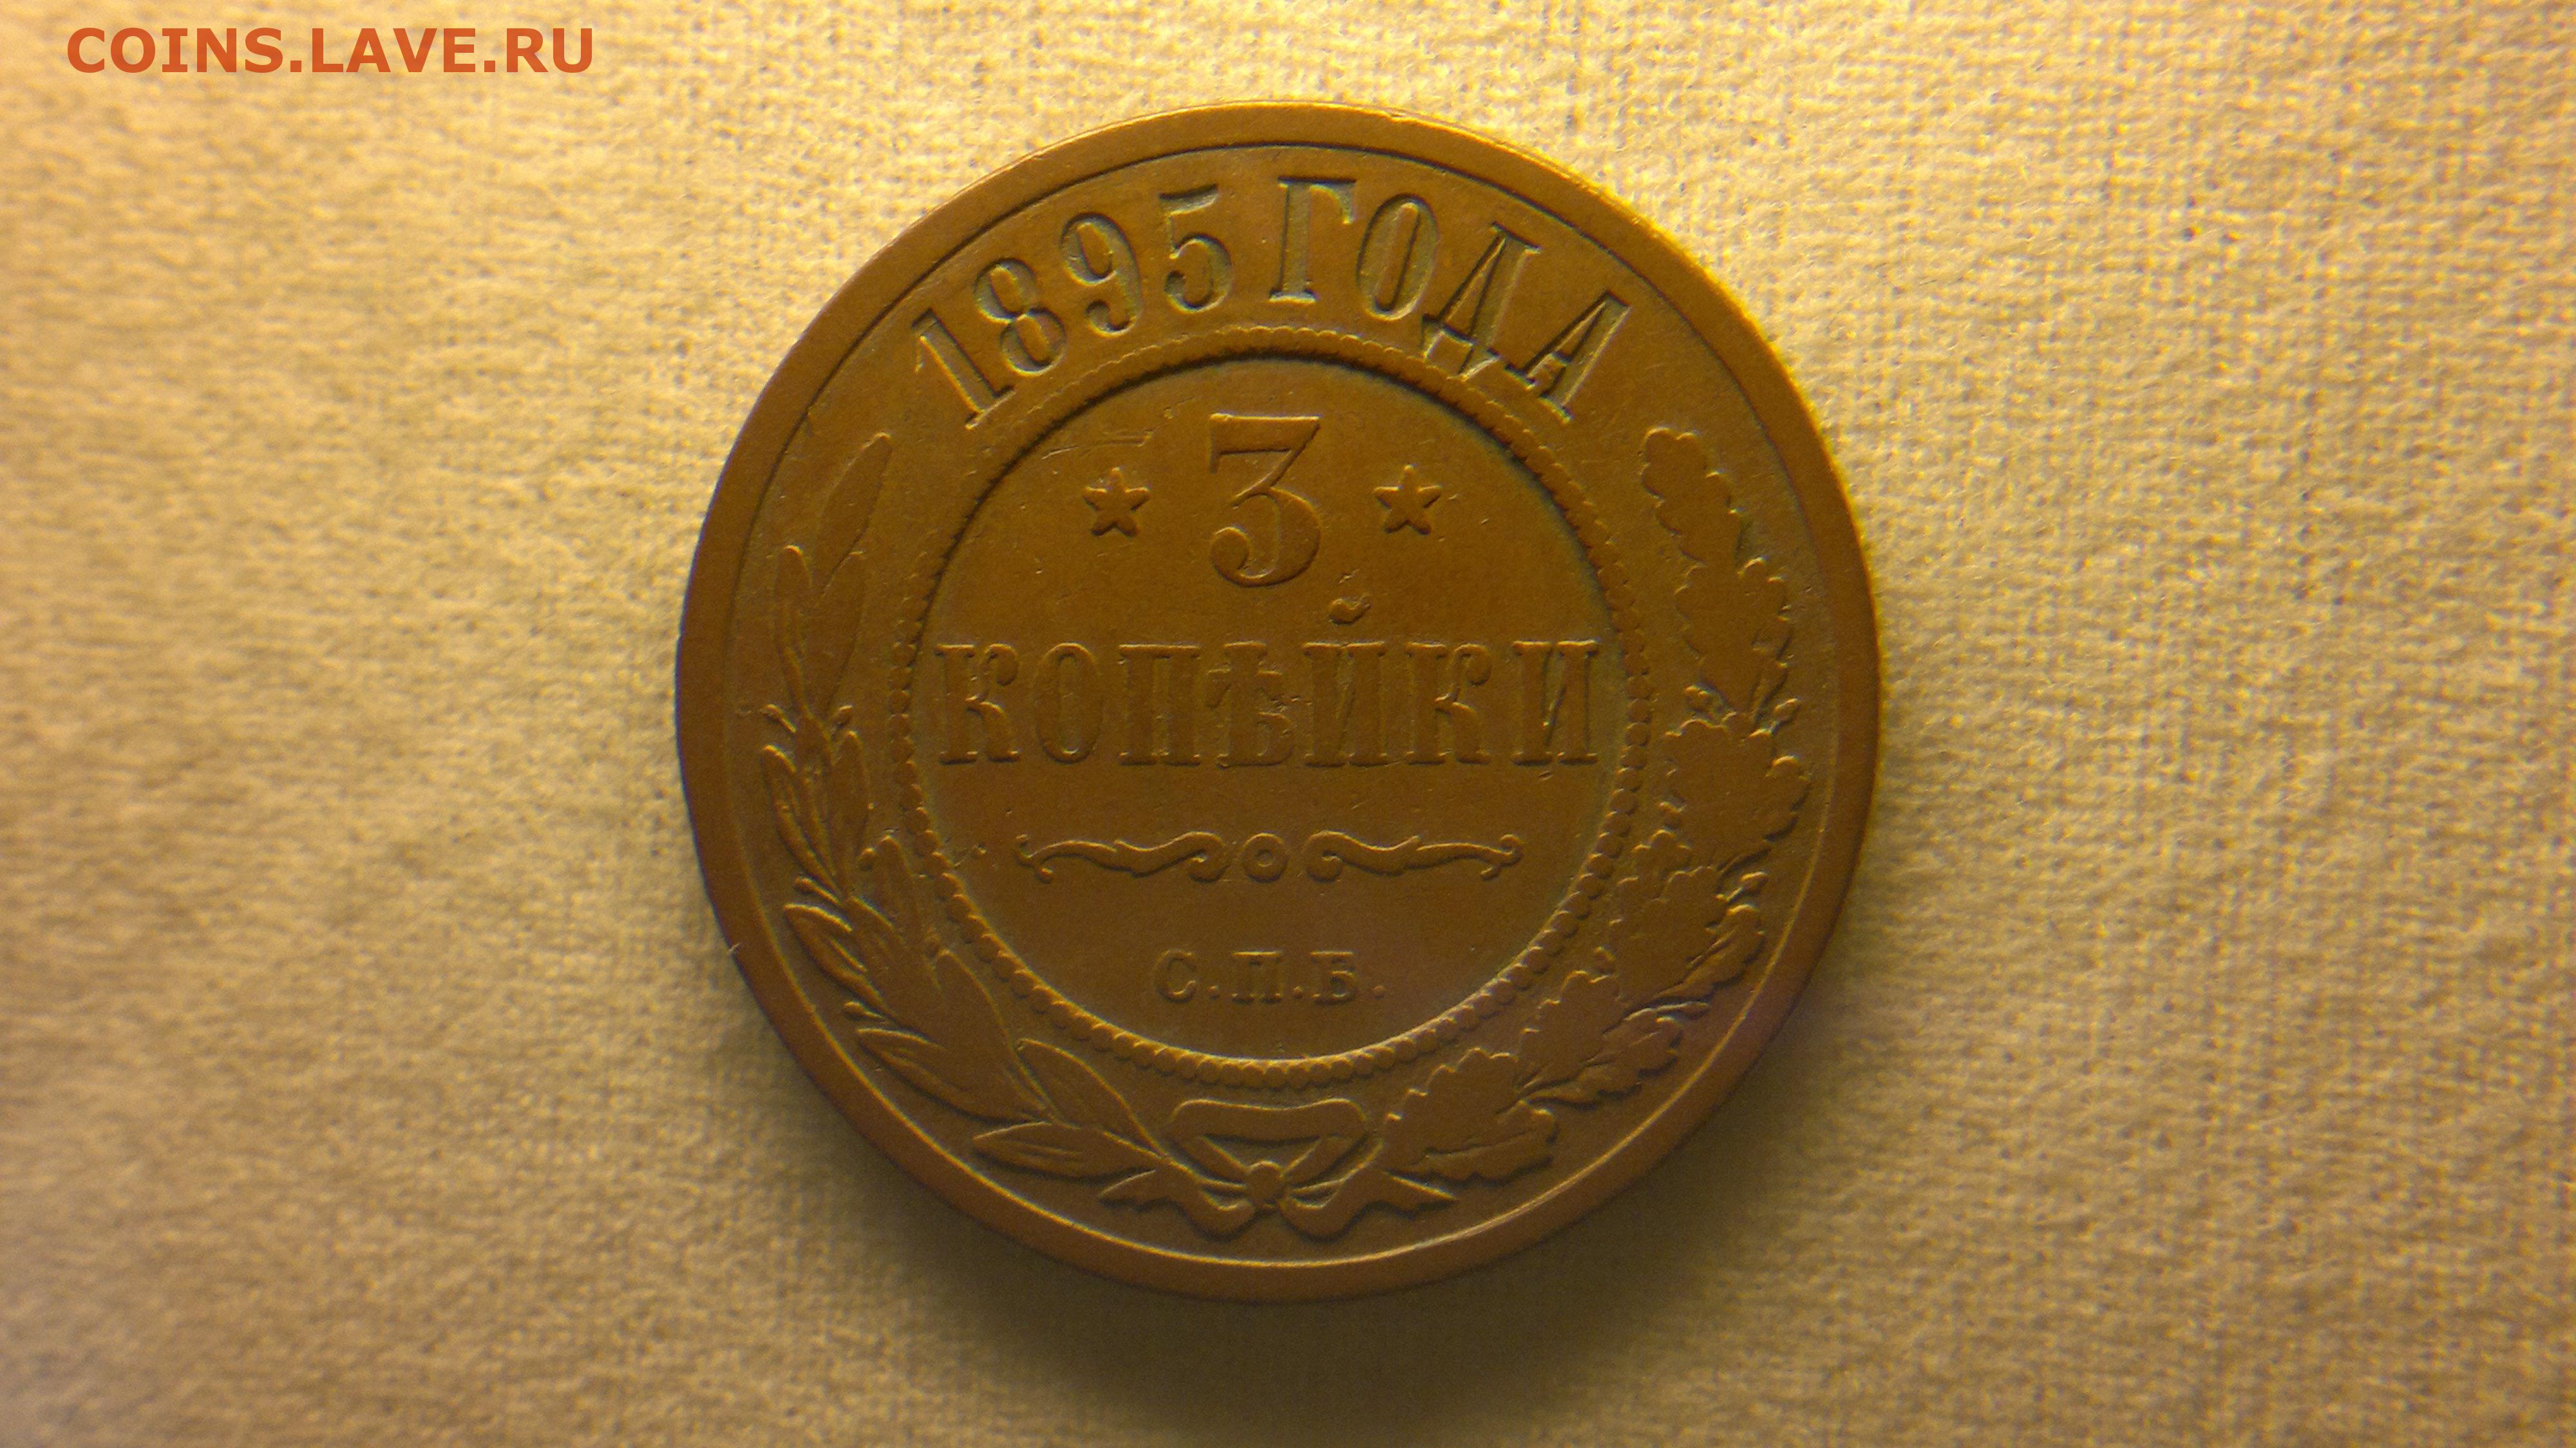 COINS.LAVE.RU
1895 ГОДА
3
КОПѢЙКИ
С.П.Б.